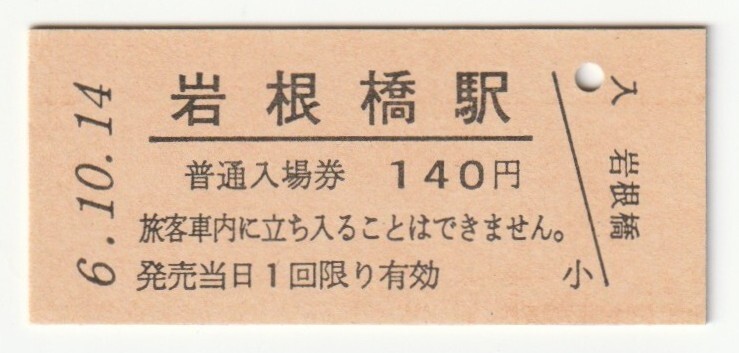 6.10.14
岩根橋駅
普通入場券 140円
旅客車内に立ち入ることはできません。
発売当日1回限り有効
小
入 岩根橋